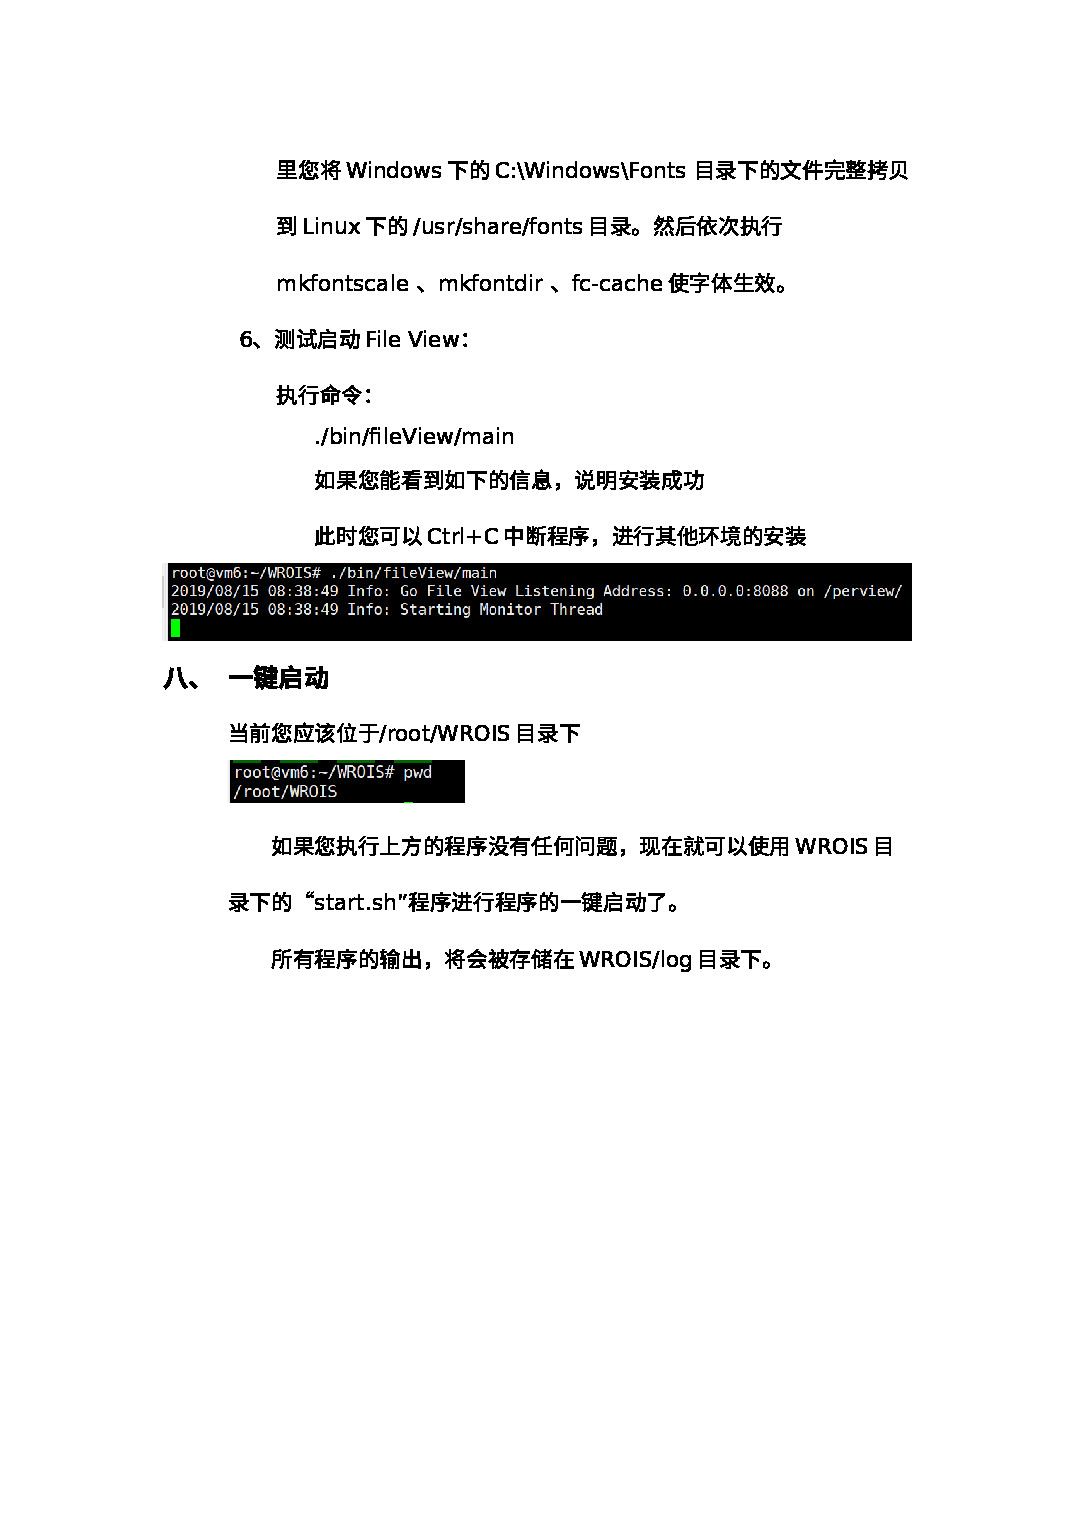 里您将 Windows 下的 C:\Windows\Fonts 目录下的文件完整拷贝
到 Linux 下的 /usr/share/fonts 目录。然后依次执行
mkfontscale 、mkfontdir 、fc-cache 使字体生效。
6、测试启动 File View：
执行命令：
./bin/fileView/main
如果您能看到如下的信息，说明安装成功
此时您可以 Ctrl+C 中断程序，进行其他环境的安装
root@vm6:~/WROIS# ./bin/fileView/main
2019/08/15 08:38:49 Info: Go File View Listening Address: 0.0.0.0:8088 on /perview/
2019/08/15 08:38:49 Info: Starting Monitor Thread
八、 一键启动
当前您应该位于/root/WROIS 目录下
root@vm6:~/WROIS# pwd
/root/WROIS
如果您执行上方的程序没有任何问题，现在就可以使用 WROIS 目
录下的“start.sh”程序进行程序的一键启动了。
所有程序的输出，将会被存储在 WROIS/log 目录下。